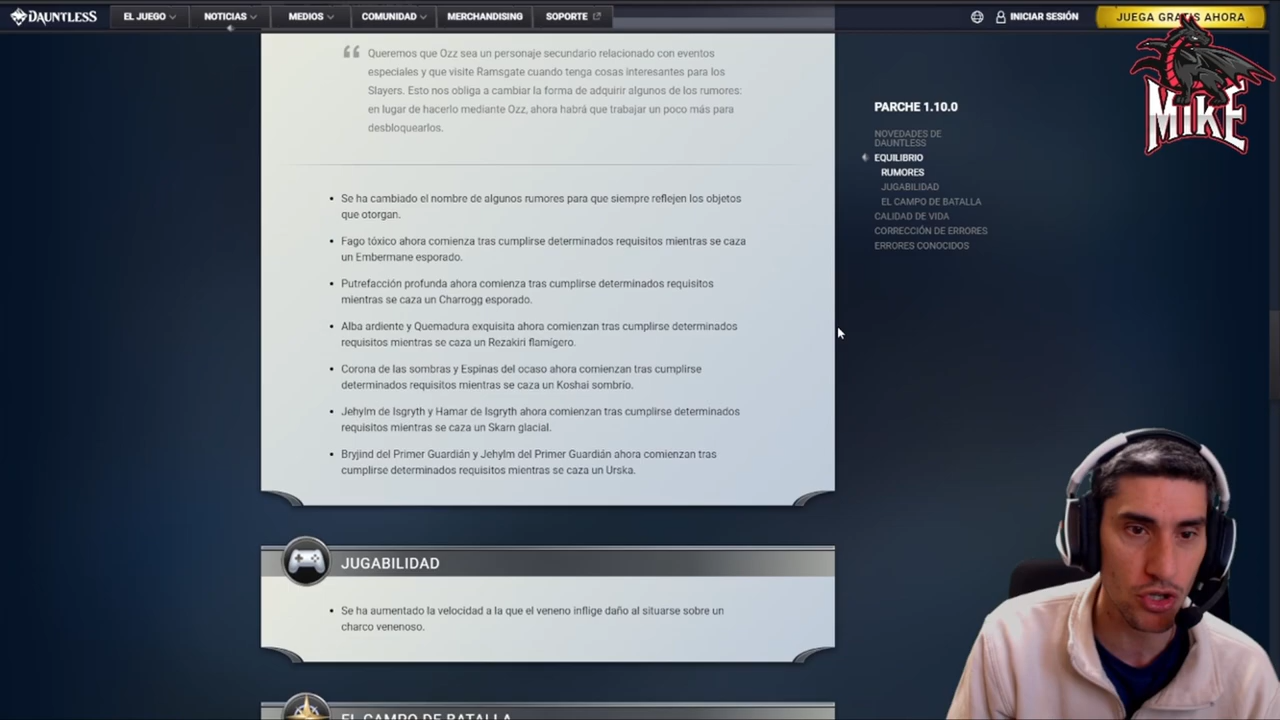 DAUNTLESS
EL JUEGO
NOTICIAS
MEDIOS
COMUNIDAD
MERCHANDISING
SOPORTE
INICIAR SESIÓN
JUEGA GRATIS AHORA
MIKE
Queremos que Ozz sea un personaje secundario relacionado con eventos
especiales y que visite Ramsgate cuando tenga cosas interesantes para los
Slayers. Esto nos obliga a cambiar la forma de adquirir algunos de los rumores:
en lugar de hacerlo mediante Ozz, ahora habrá que trabajar un poco más para
desbloquearlos.
• Se ha cambiado el nombre de algunos rumores para que siempre reflejen los objetos
que otorgan.
• Fago tóxico ahora comienza tras cumplirse determinados requisitos mientras se caza
un Embermane esporado.
• Putrefacción profunda ahora comienza tras cumplirse determinados requisitos
mientras se caza un Charrogg esporado.
• Alba ardiente y Quemadura exquisita ahora comienzan tras cumplirse determinados
requisitos mientras se caza un Rezakiri flamígero.
• Corona de las sombras y Espinas del ocaso ahora comienzan tras cumplirse
determinados requisitos mientras se caza un Koshai sombrío.
• Jehylm de Isgryth y Hamar de Isgryth ahora comienzan tras cumplirse determinados
requisitos mientras se caza un Skarn glacial.
• Bryjind del Primer Guardián y Jehylm del Primer Guardián ahora comienzan tras
cumplirse determinados requisitos mientras se caza un Urska.
JUGABILIDAD
• Se ha aumentado la velocidad a la que el veneno inflige daño al situarse sobre un
charco venenoso.
EL CAMPO DE BATALLA
PARCHE 1.10.0
NOVEDADES DE
DAUNTLESS
EQUILIBRIO
RUMORES
JUGABILIDAD
EL CAMPO DE BATALLA
CALIDAD DE VIDA
CORRECCIÓN DE ERRORES
ERRORES CONOCIDOS